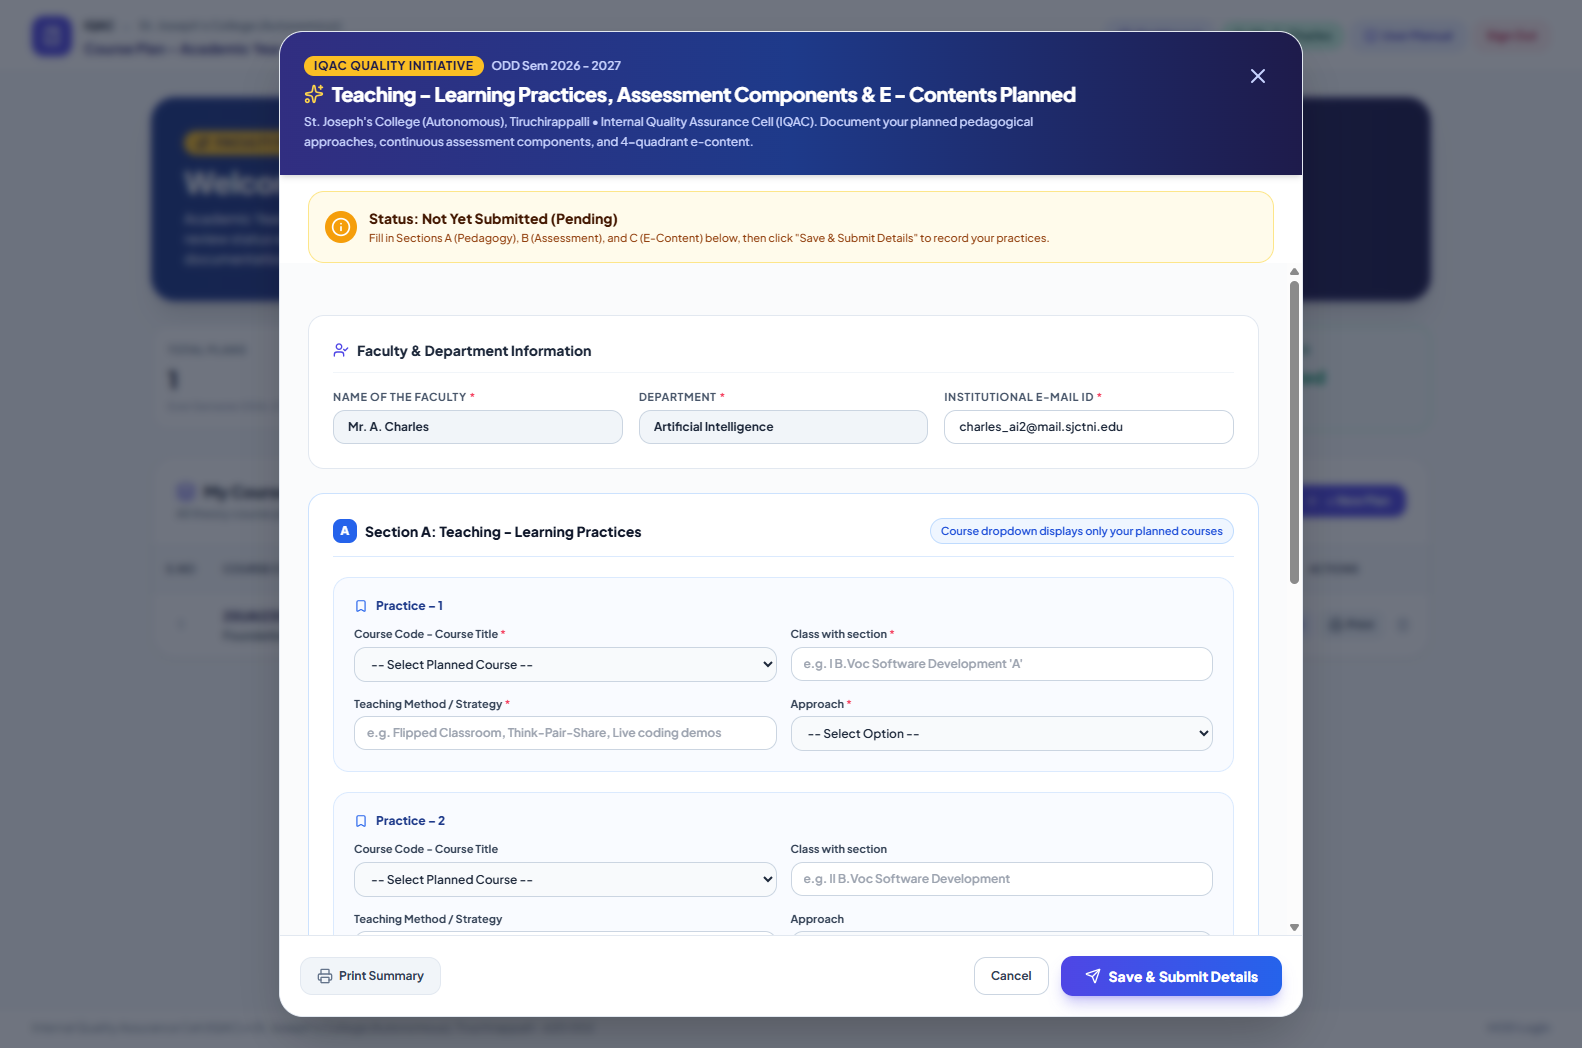 IQAC QUALITY INITIATIVE ODD Sem 2026 - 2027
Teaching – Learning Practices, Assessment Components & E – Contents Planned
St. Joseph's College (Autonomous), Tiruchirappalli • Internal Quality Assurance Cell (IQAC). Document your planned pedagogical
approaches, continuous assessment components, and 4-quadrant e-content.
Status: Not Yet Submitted (Pending)
Fill in Sections A (Pedagogy), B (Assessment), and C (E-Content) below, then click "Save & Submit Details" to record your practices.
Faculty & Department Information
NAME OF THE FACULTY * DEPARTMENT * INSTITUTIONAL E-MAIL ID *
Mr. A. Charles Artificial Intelligence charles_ai2@mail.sjctni.edu
A Section A: Teaching – Learning Practices Course dropdown displays only your planned courses
Practice – 1
Course Code – Course Title * Class with section *
-- Select Planned Course -- e.g. I B.Voc Software Development 'A'
Teaching Method / Strategy * Approach *
e.g. Flipped Classroom, Think-Pair-Share, Live coding demos -- Select Option --
Practice – 2
Course Code – Course Title Class with section
-- Select Planned Course -- e.g. II B.Voc Software Development
Teaching Method / Strategy Approach
Print Summary Cancel Save & Submit Details